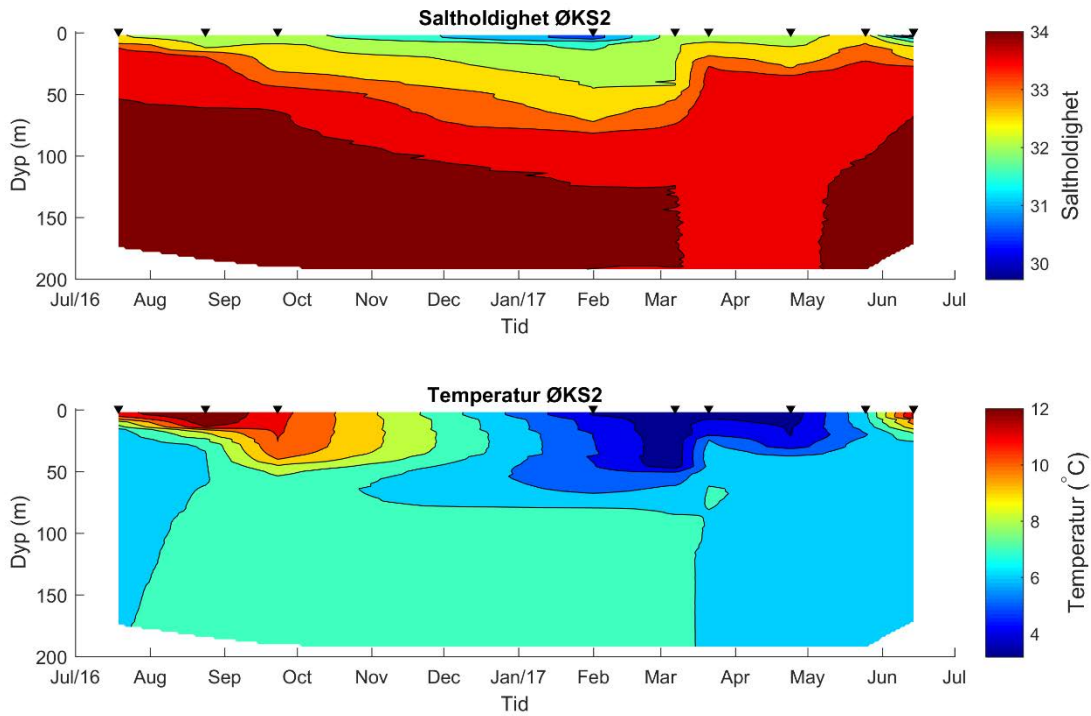 Saltholdighet ØKS2
0
50
100
150
200
Dyp (m)
Jul/16 Aug Sep Oct Nov Dec Jan/17 Feb Mar Apr May Jun Jul
Tid
34
33
32
31
30
Saltholdighet
Temperatur ØKS2
0
50
100
150
200
Dyp (m)
Jul/16 Aug Sep Oct Nov Dec Jan/17 Feb Mar Apr May Jun Jul
Tid
12
10
8
6
4
Temperatur (°C)